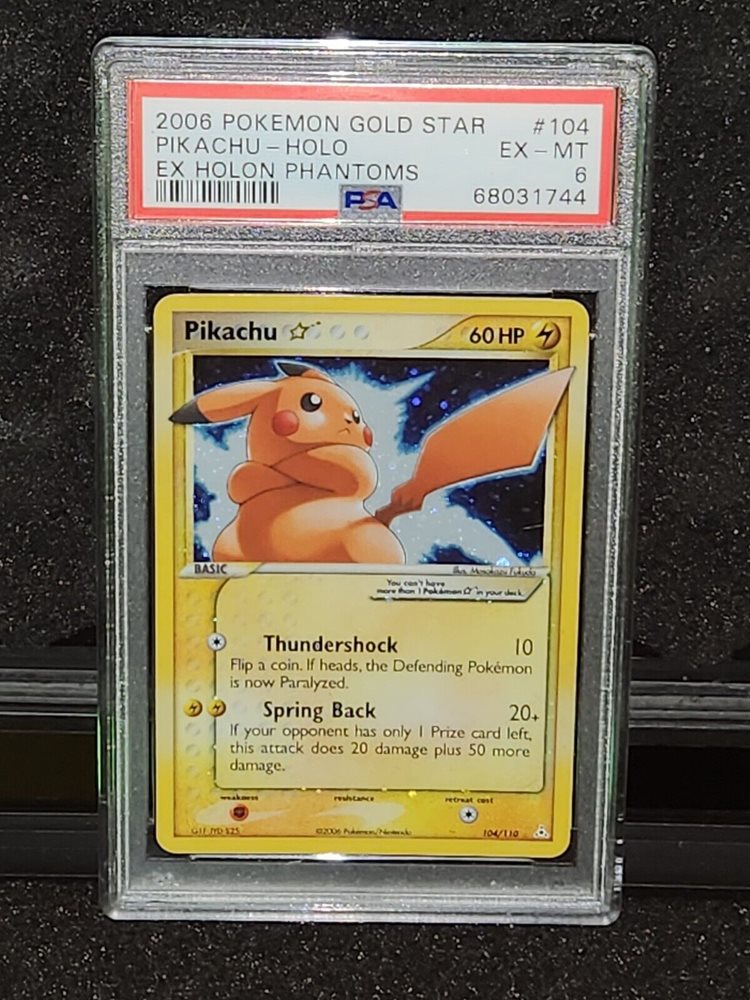 2006 POKEMON GOLD STAR #104
PIKACHU-HOLO EX-MT
EX HOLON PHANTOMS 6
PSA 68031744
Pikachu ☆ 60 HP
BASIC Illus. Masakazu Fukuda
You can't have
more than 1 Pokémon☆ in your deck.
Thundershock 10
Flip a coin. If heads, the Defending Pokémon
is now Paralyzed.
Spring Back 20+
If your opponent has only 1 Prize card left,
this attack does 20 damage plus 50 more
damage.
weakness resistance retreat cost
©2006 Pokémon/Nintendo 104/110